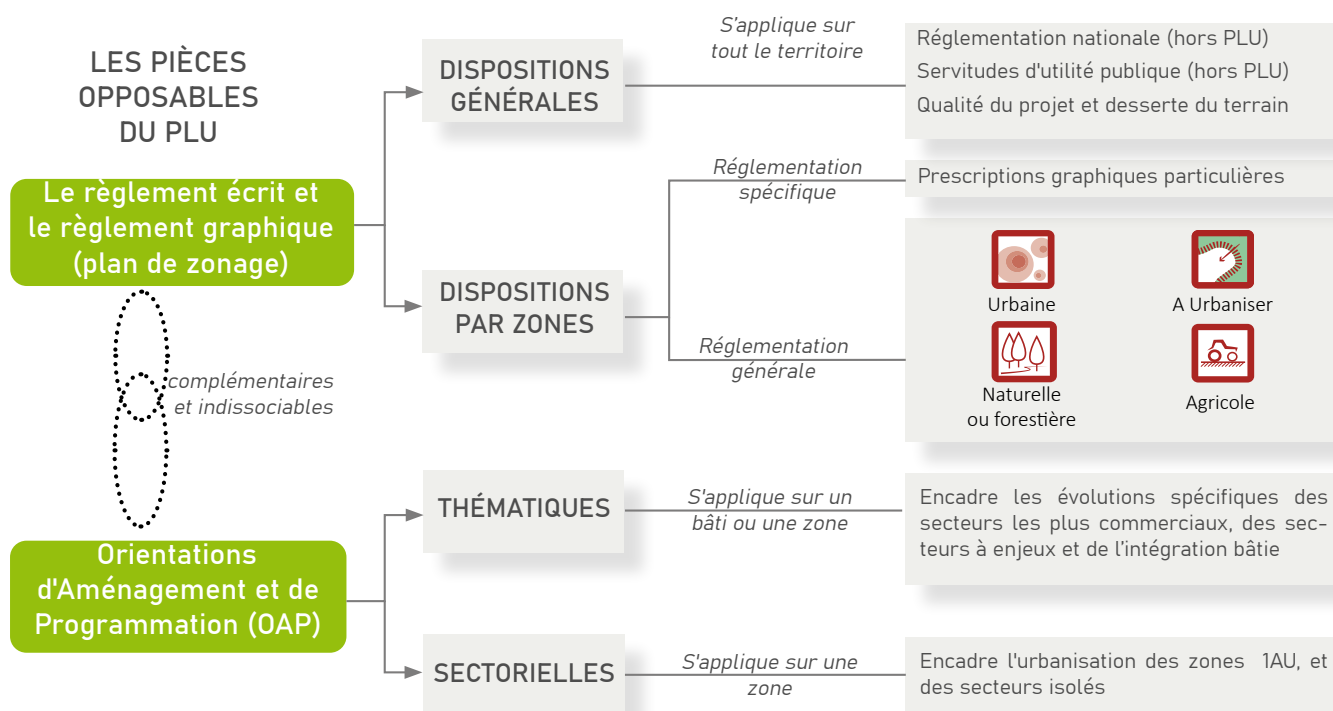 LES PIÈCES
OPPOSABLES
DU PLU
Le règlement écrit et
le règlement graphique
(plan de zonage)
DISPOSITIONS
GÉNÉRALES
S'applique sur
tout le territoire
Réglementation nationale (hors PLU)
Servitudes d'utilité publique (hors PLU)
Qualité du projet et desserte du terrain
DISPOSITIONS
PAR ZONES
Réglementation
spécifique
Prescriptions graphiques particulières
Réglementation
générale
Urbaine
A Urbaniser
Naturelle
ou forestière
Agricole
complémentaires
et indissociables
Orientations
d'Aménagement et de
Programmation (OAP)
THÉMATIQUES
S'applique sur un
bâti ou une zone
Encadre les évolutions spécifiques des
secteurs les plus commerciaux, des sec-
teurs à enjeux et de l'intégration bâtie
SECTORIELLES
S'applique sur une
zone
Encadre l'urbanisation des zones 1AU, et
des secteurs isolés